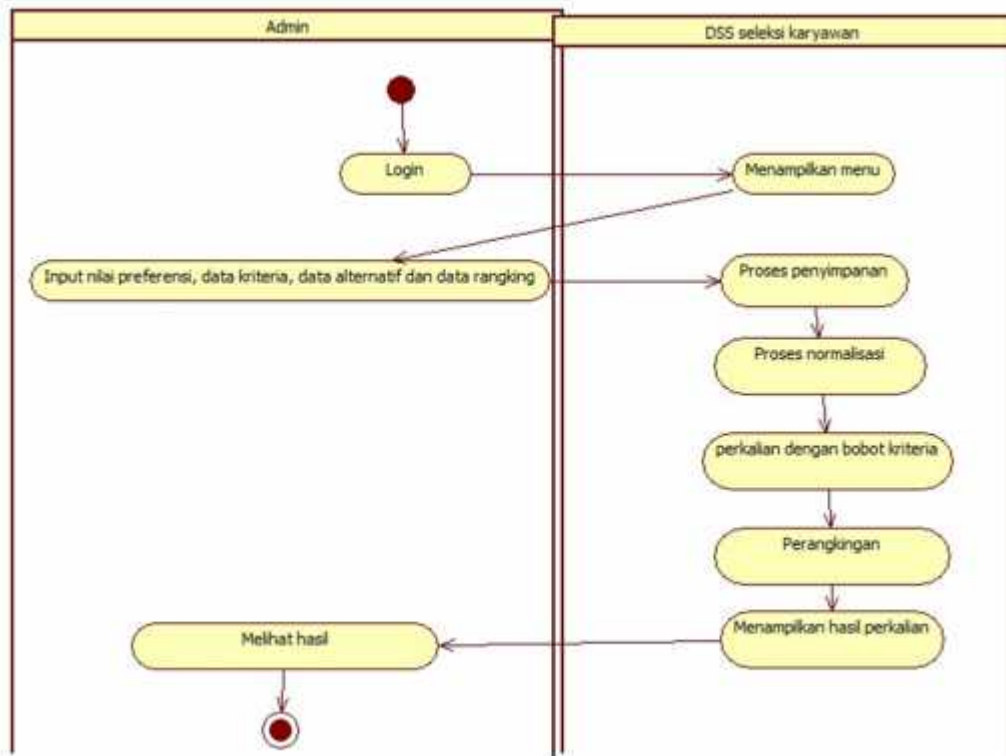 Admin
DSS seleksi karyawan
Login
Menampilkan menu
Input nilai preferensi, data kriteria, data alternatif dan data rangking
Proses penyimpanan
Proses normalisasi
perkalian dengan bobot kriteria
Perangkingan
Menampilkan hasil perkalian
Melihat hasil